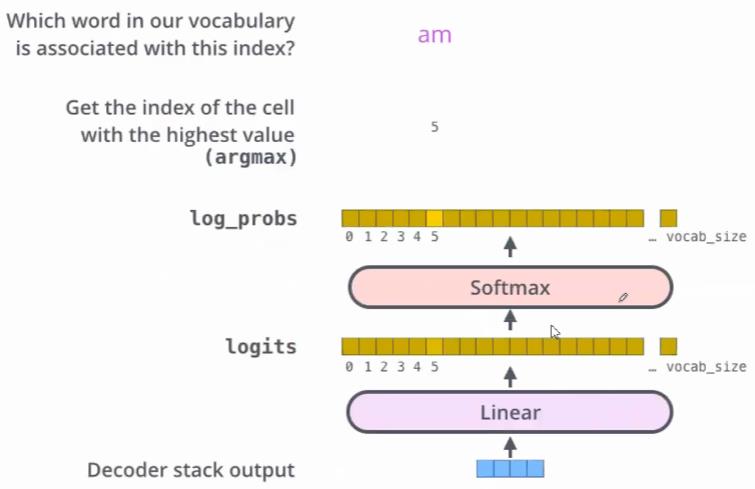 Which word in our vocabulary
is associated with this index?
am
Get the index of the cell
with the highest value
(argmax)
5
log_probs
0 1 2 3 4 5 … vocab_size
Softmax
logits
0 1 2 3 4 5 … vocab_size
Linear
Decoder stack output